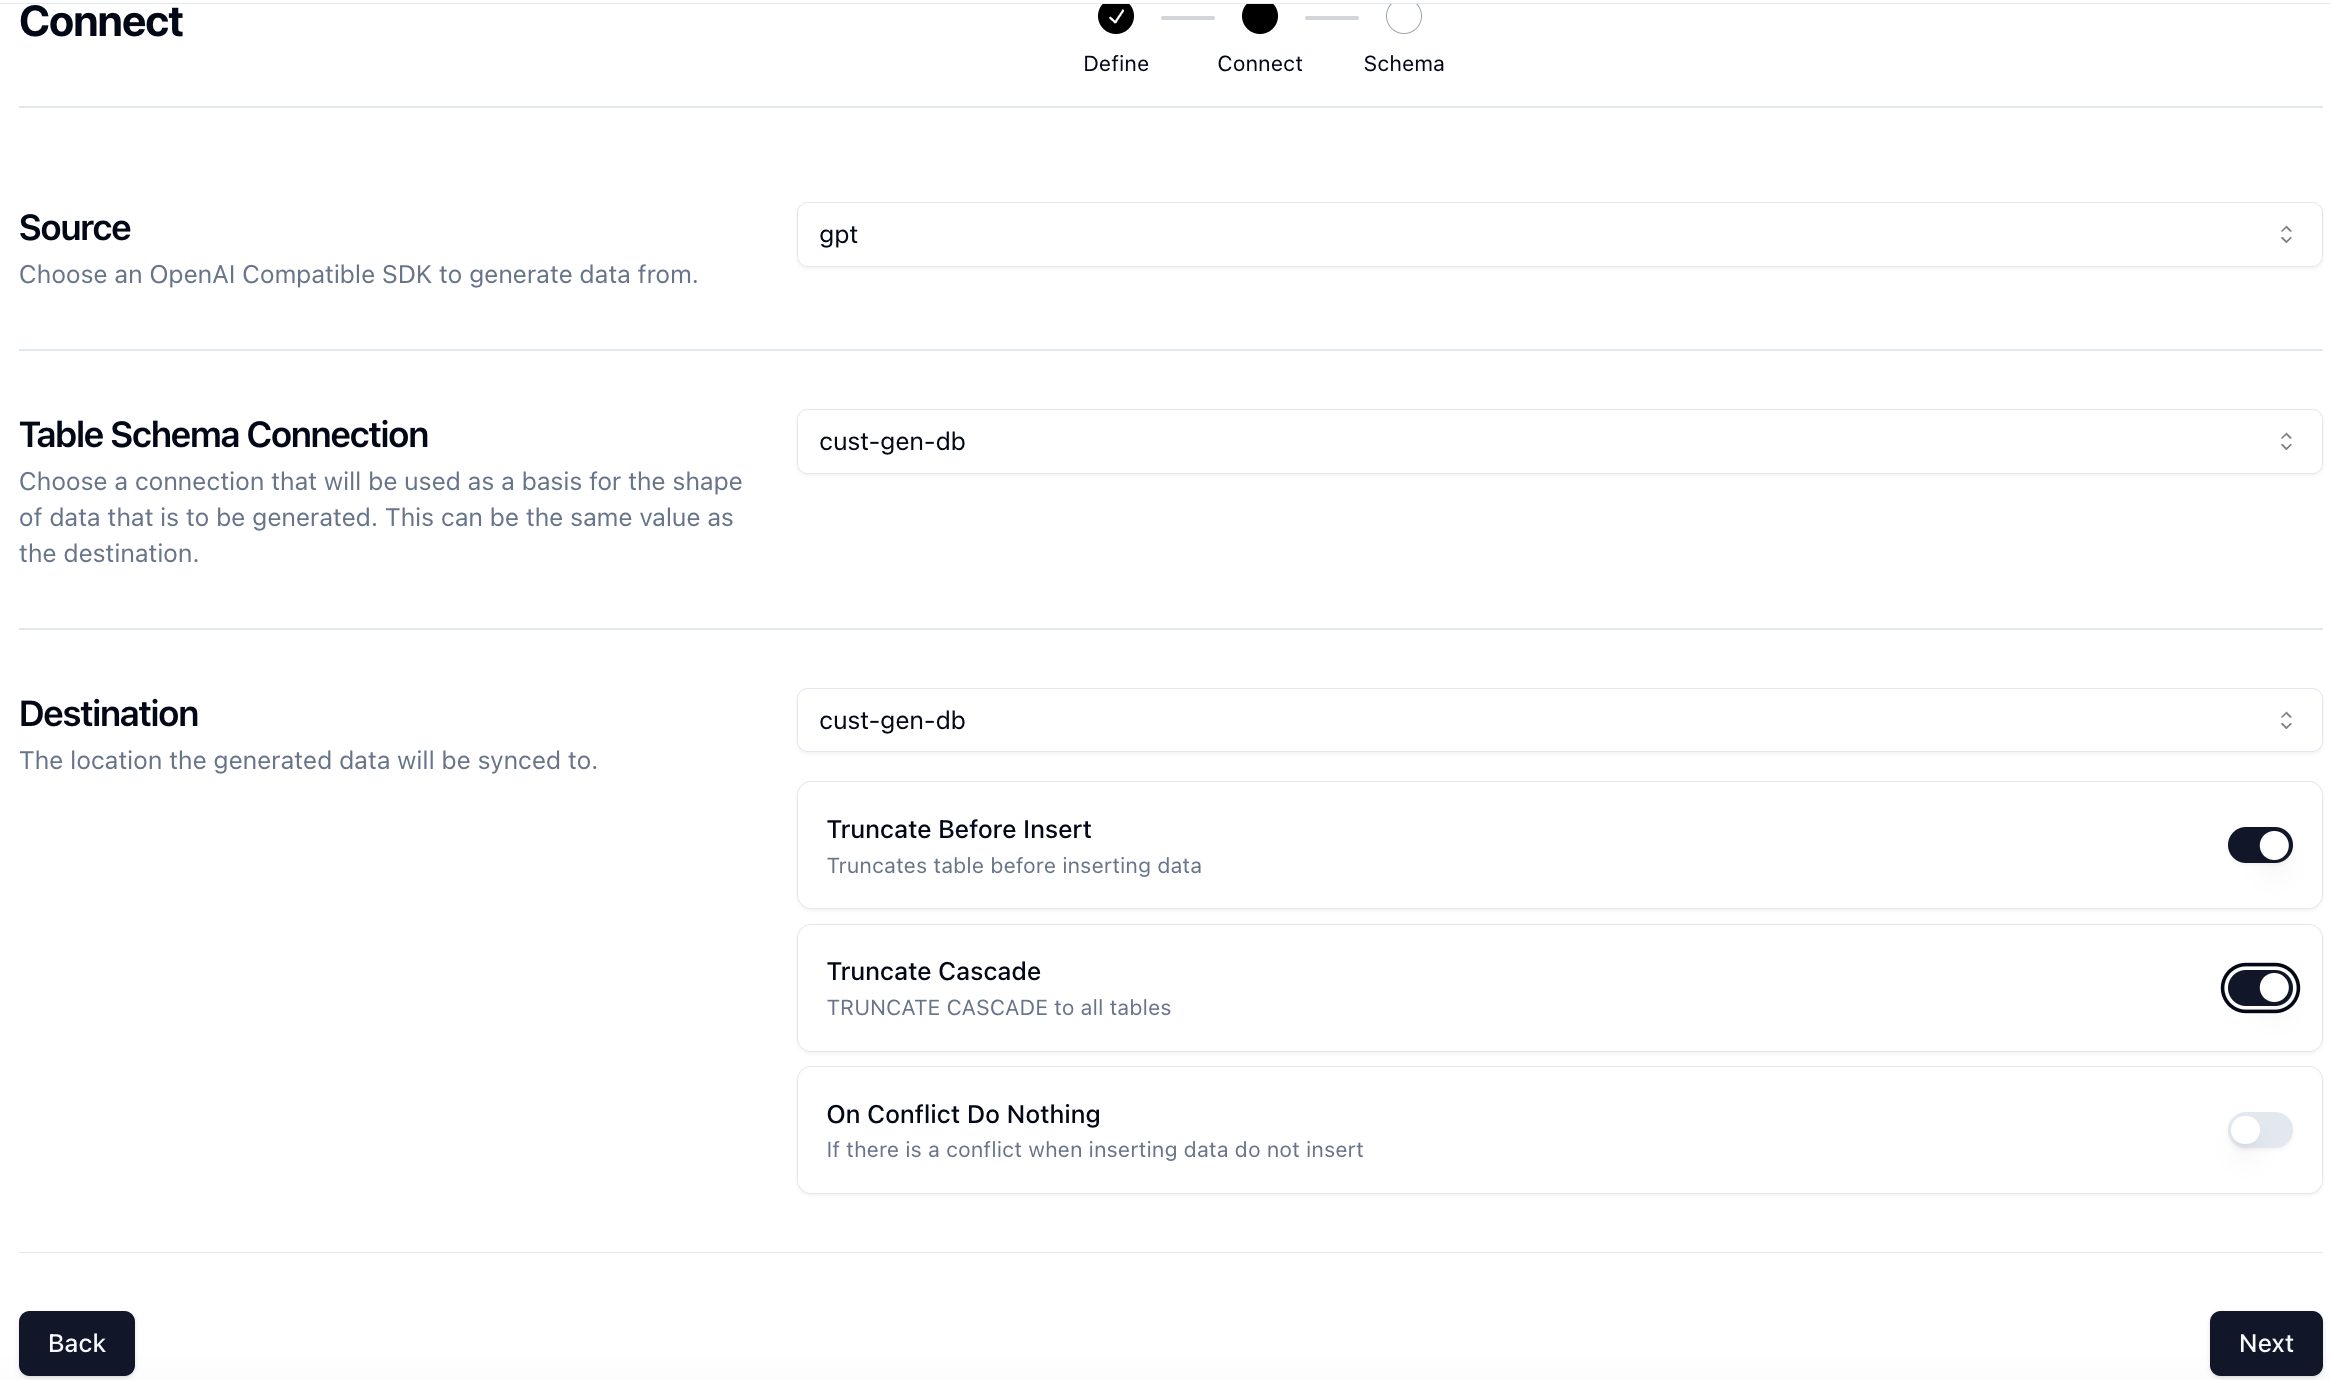 Connect
Define
Connect
Schema
Source
Choose an OpenAI Compatible SDK to generate data from.
gpt
Table Schema Connection
Choose a connection that will be used as a basis for the shape
of data that is to be generated. This can be the same value as
the destination.
cust-gen-db
Destination
The location the generated data will be synced to.
cust-gen-db
Truncate Before Insert
Truncates table before inserting data
Truncate Cascade
TRUNCATE CASCADE to all tables
On Conflict Do Nothing
If there is a conflict when inserting data do not insert
Back
Next